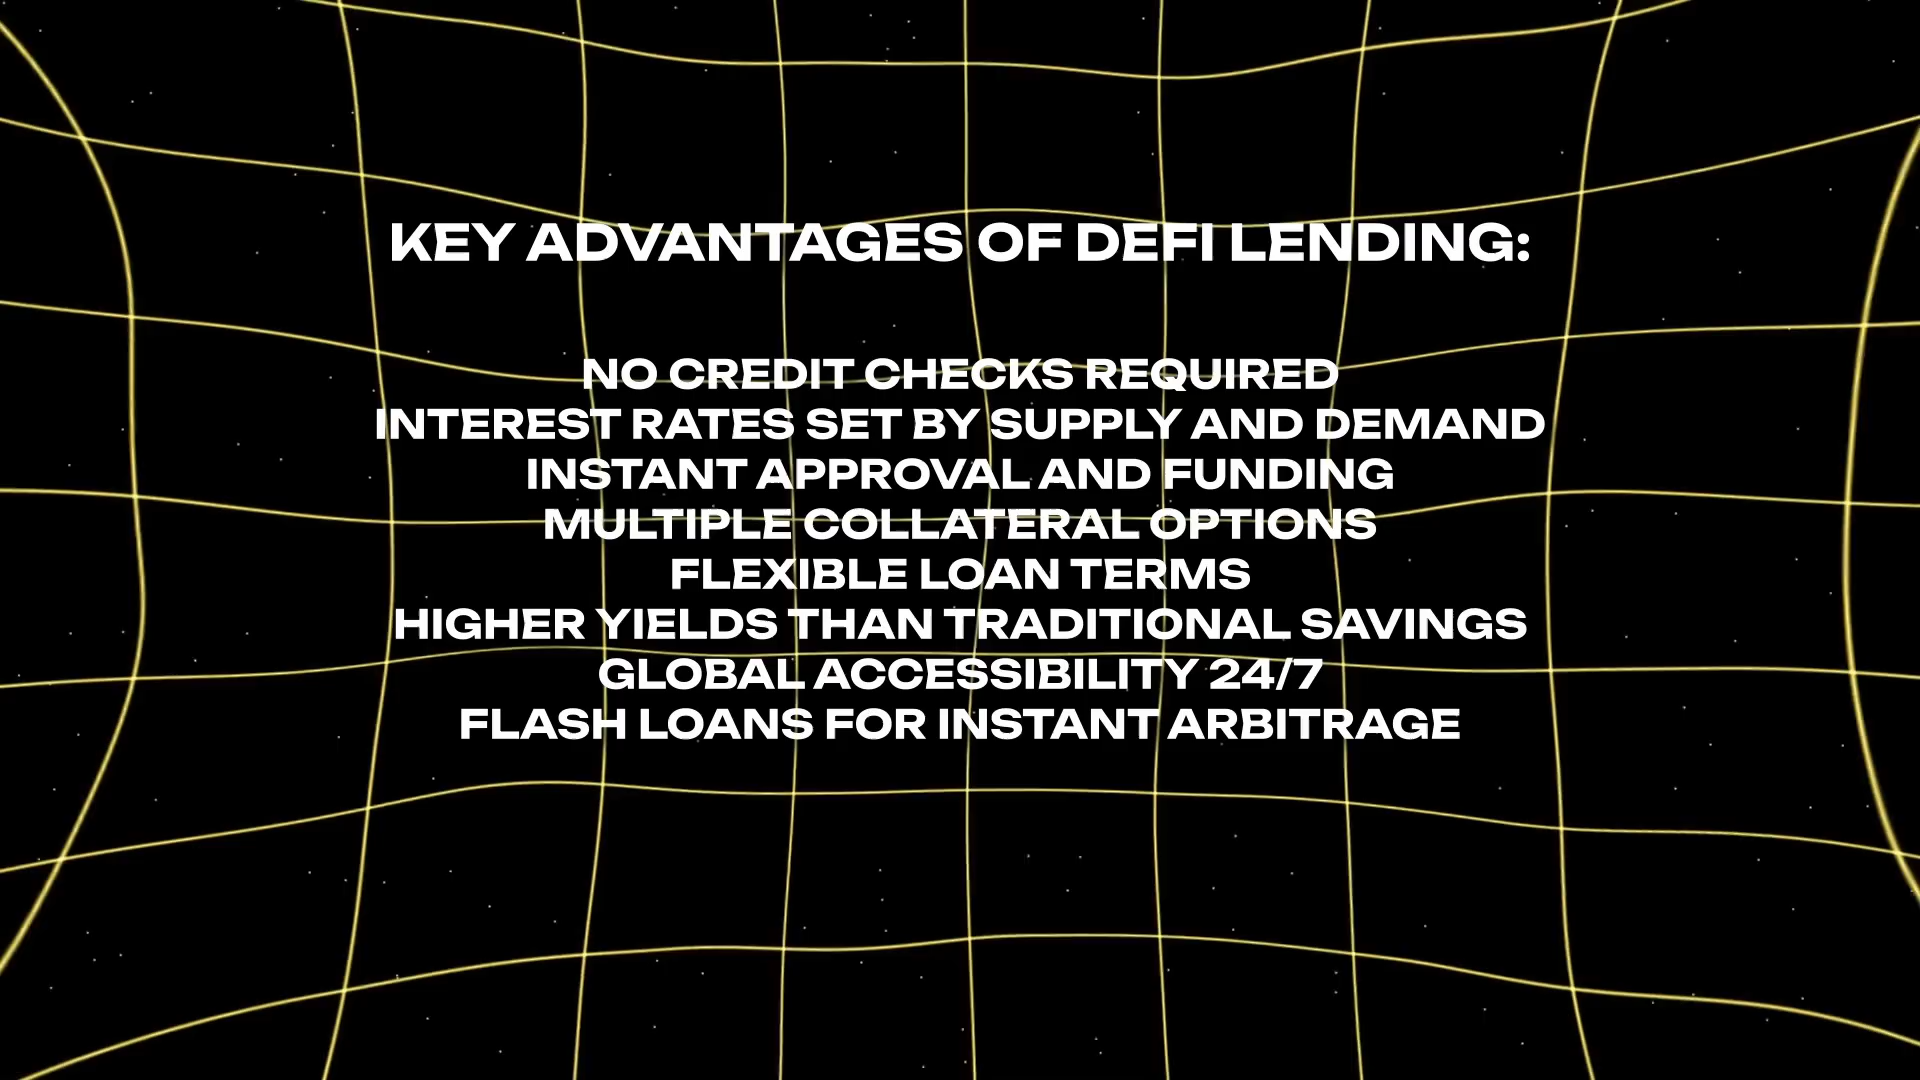 KEY ADVANTAGES OF DEFI LENDING:
NO CREDIT CHECKS REQUIRED
INTEREST RATES SET BY SUPPLY AND DEMAND
INSTANT APPROVAL AND FUNDING
MULTIPLE COLLATERAL OPTIONS
FLEXIBLE LOAN TERMS
HIGHER YIELDS THAN TRADITIONAL SAVINGS
GLOBAL ACCESSIBILITY 24/7
FLASH LOANS FOR INSTANT ARBITRAGE